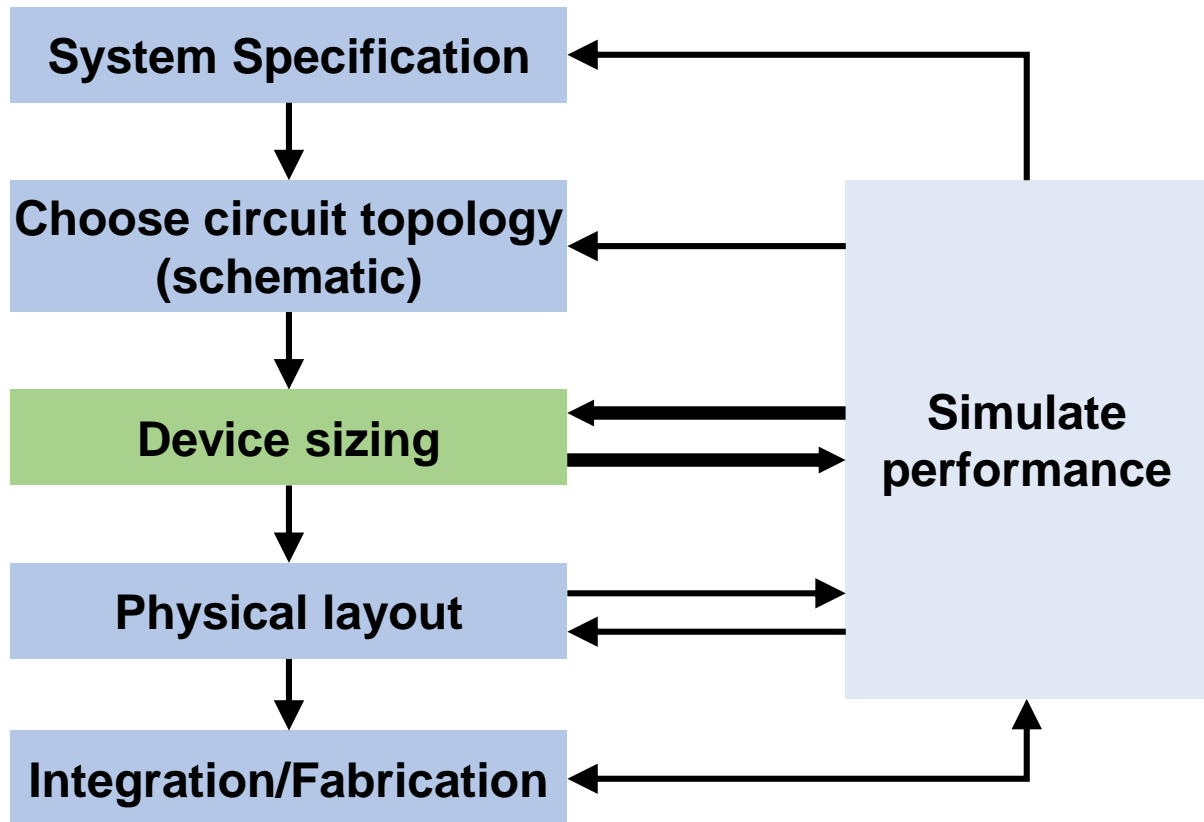 System Specification
Choose circuit topology
(schematic)
Device sizing
Simulate
performance
Physical layout
Integration/Fabrication